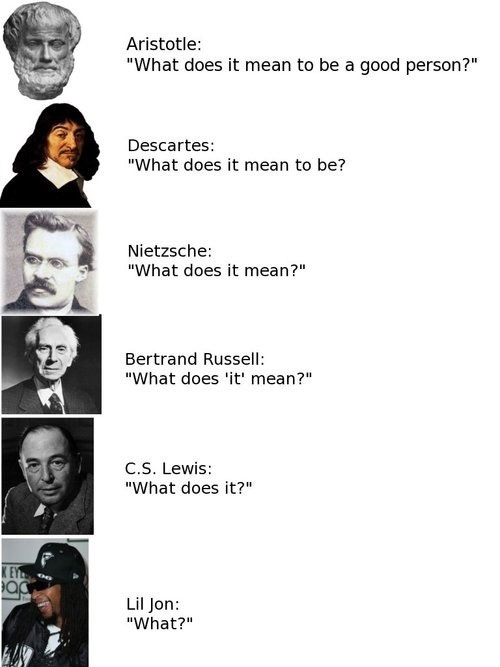 Aristotle:
"What does it mean to be a good person?"
Descartes:
"What does it mean to be?
Nietzsche:
"What does it mean?"
Bertrand Russell:
"What does 'it' mean?"
C.S. Lewis:
"What does it?"
Lil Jon:
"What?"